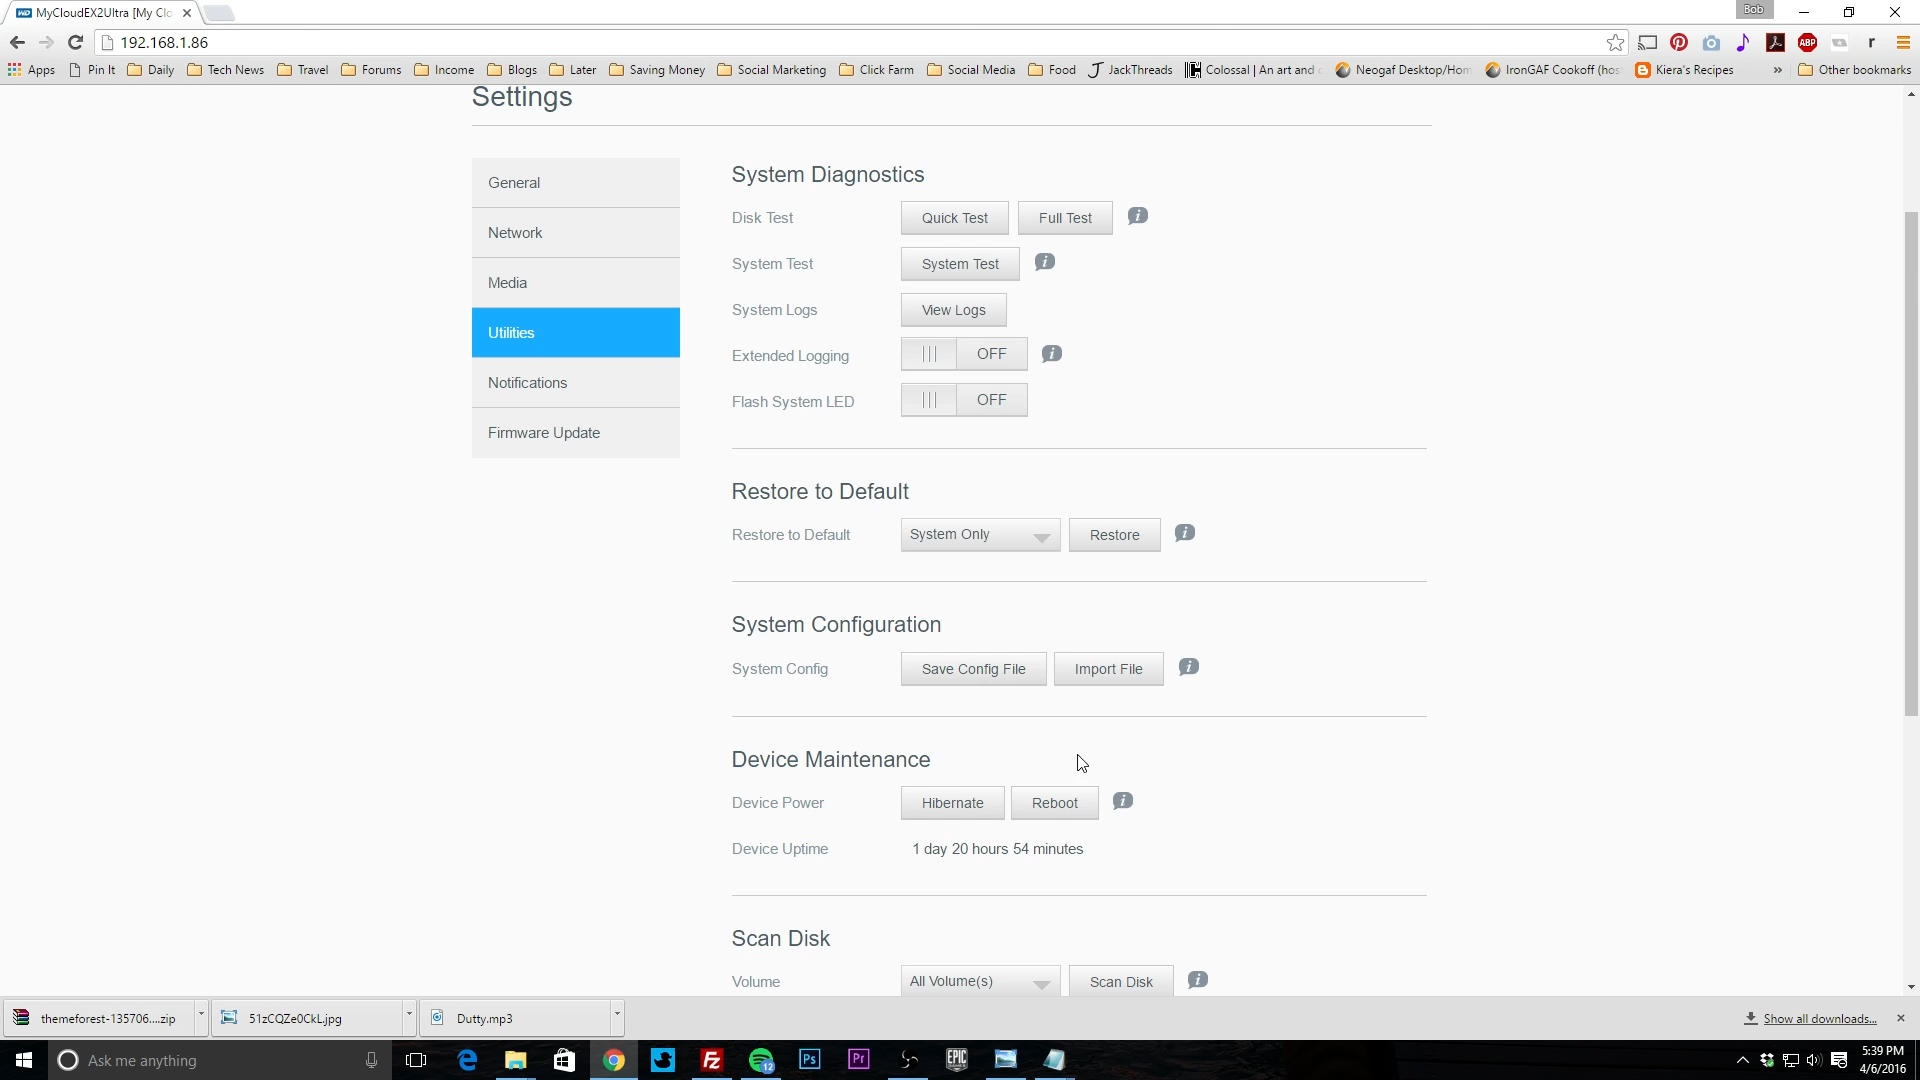 MyCloudEX2Ultra [My Clo
Bob
192.168.1.86
Apps Pin It Daily Tech News Travel Forums Income Blogs Later Saving Money Social Marketing Click Farm Social Media Food JackThreads Colossal | An art and Neogaf Desktop/Hom IronGAF Cookoff (hos Kiera's Recipes » Other bookmarks
Settings
General
Network
Media
Utilities
Notifications
Firmware Update
System Diagnostics
Disk Test Quick Test Full Test
System Test System Test
System Logs View Logs
Extended Logging OFF
Flash System LED OFF
Restore to Default
Restore to Default System Only Restore
System Configuration
System Config Save Config File Import File
Device Maintenance
Device Power Hibernate Reboot
Device Uptime 1 day 20 hours 54 minutes
Scan Disk
Volume All Volume(s) Scan Disk
themeforest-135706....zip 51zCQZe0CkL.jpg Dutty.mp3 Show all downloads...
Ask me anything
5:39 PM
4/6/2016